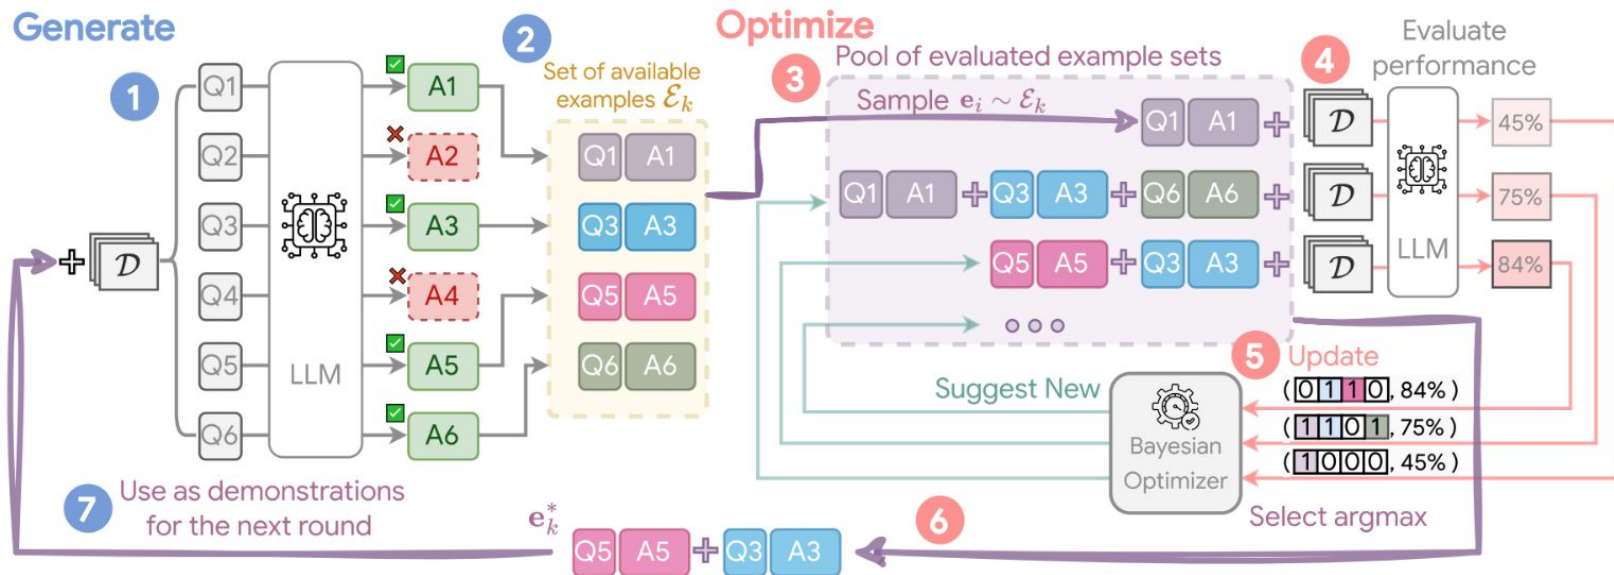 Generate
1
Q1
Q2
Q3
Q4
Q5
Q6
D
LLM
A1
A2
A3
A4
A5
A6
2
Set of available
examples ℰₖ
Q1 A1
Q3 A3
Q5 A5
Q6 A6
Optimize
3
Pool of evaluated example sets
Sample eᵢ ~ ℰₖ
Q1 A1 + D
Q1 A1 + Q3 A3 + Q6 A6 + D
Q5 A5 + Q3 A3 + D
4
Evaluate
performance
LLM
45%
75%
84%
5 Update
(0110, 84%)
(1101, 75%)
(1000, 45%)
Suggest New
Bayesian
Optimizer
6
Select argmax
e*ₖ
Q5 A5 + Q3 A3
7
Use as demonstrations
for the next round
+